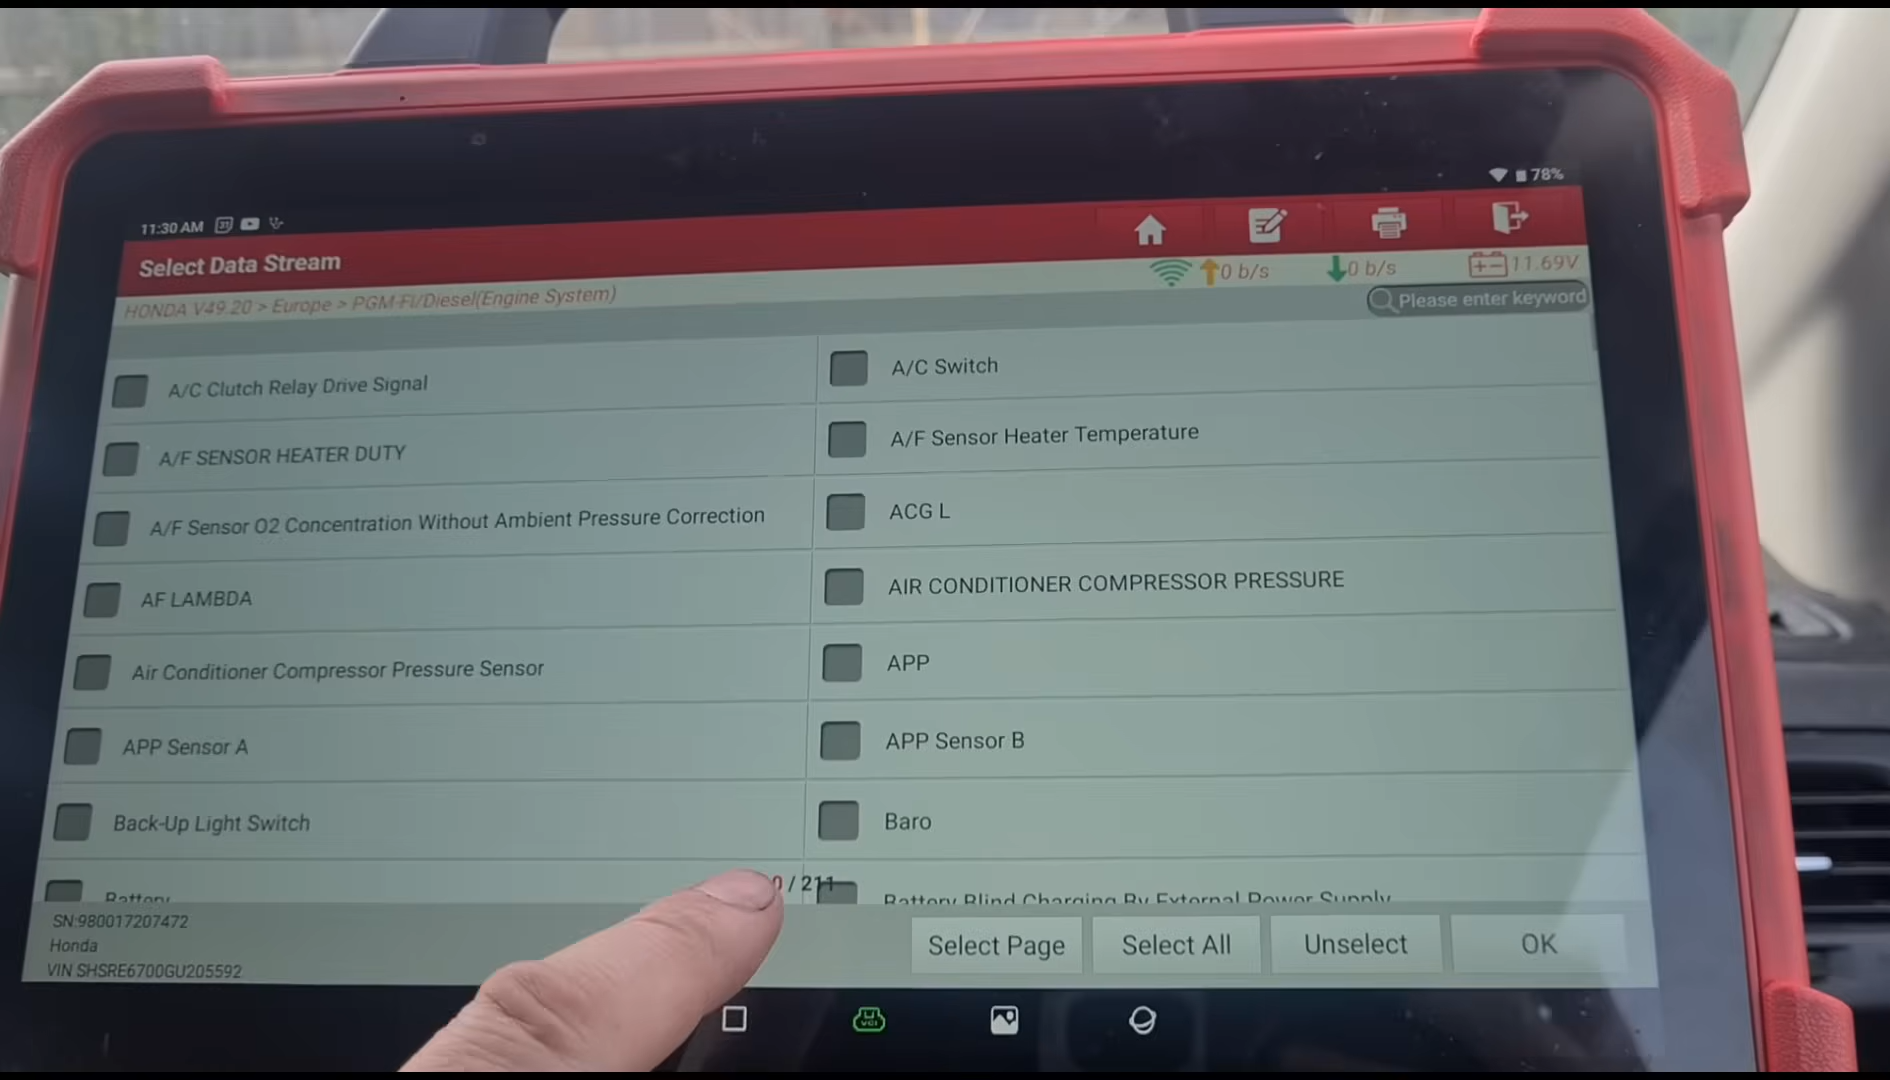 11:30 AM
31
78%
Select Data Stream
0 b/s
0 b/s
11.69V
HONDA V49.20 > Europe > PGM-FI/Diesel(Engine System)
Please enter keyword
A/C Clutch Relay Drive Signal
A/C Switch
A/F SENSOR HEATER DUTY
A/F Sensor Heater Temperature
A/F Sensor O2 Concentration Without Ambient Pressure Correction
ACG L
AF LAMBDA
AIR CONDITIONER COMPRESSOR PRESSURE
Air Conditioner Compressor Pressure Sensor
APP
APP Sensor A
APP Sensor B
Back-Up Light Switch
Baro
Battery
0 / 211
Battery Blind Charging By External Power Supply
SN:980017207472
Honda
VIN SHSRE6700GU205592
Select Page
Select All
Unselect
OK
VCI